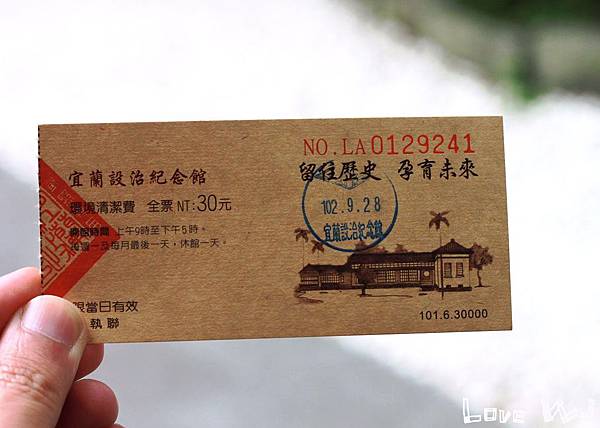 NO.LA0129241
宜蘭設治紀念館
留住歷史 孕育未來
環境清潔費 全票 NT:30元
開館時間 上午9時至下午5時。
每週一及每月最後一天,休館一天。
102.9.28
宜蘭設治紀念館
限當日有效
執聯
101.6.30000
Love